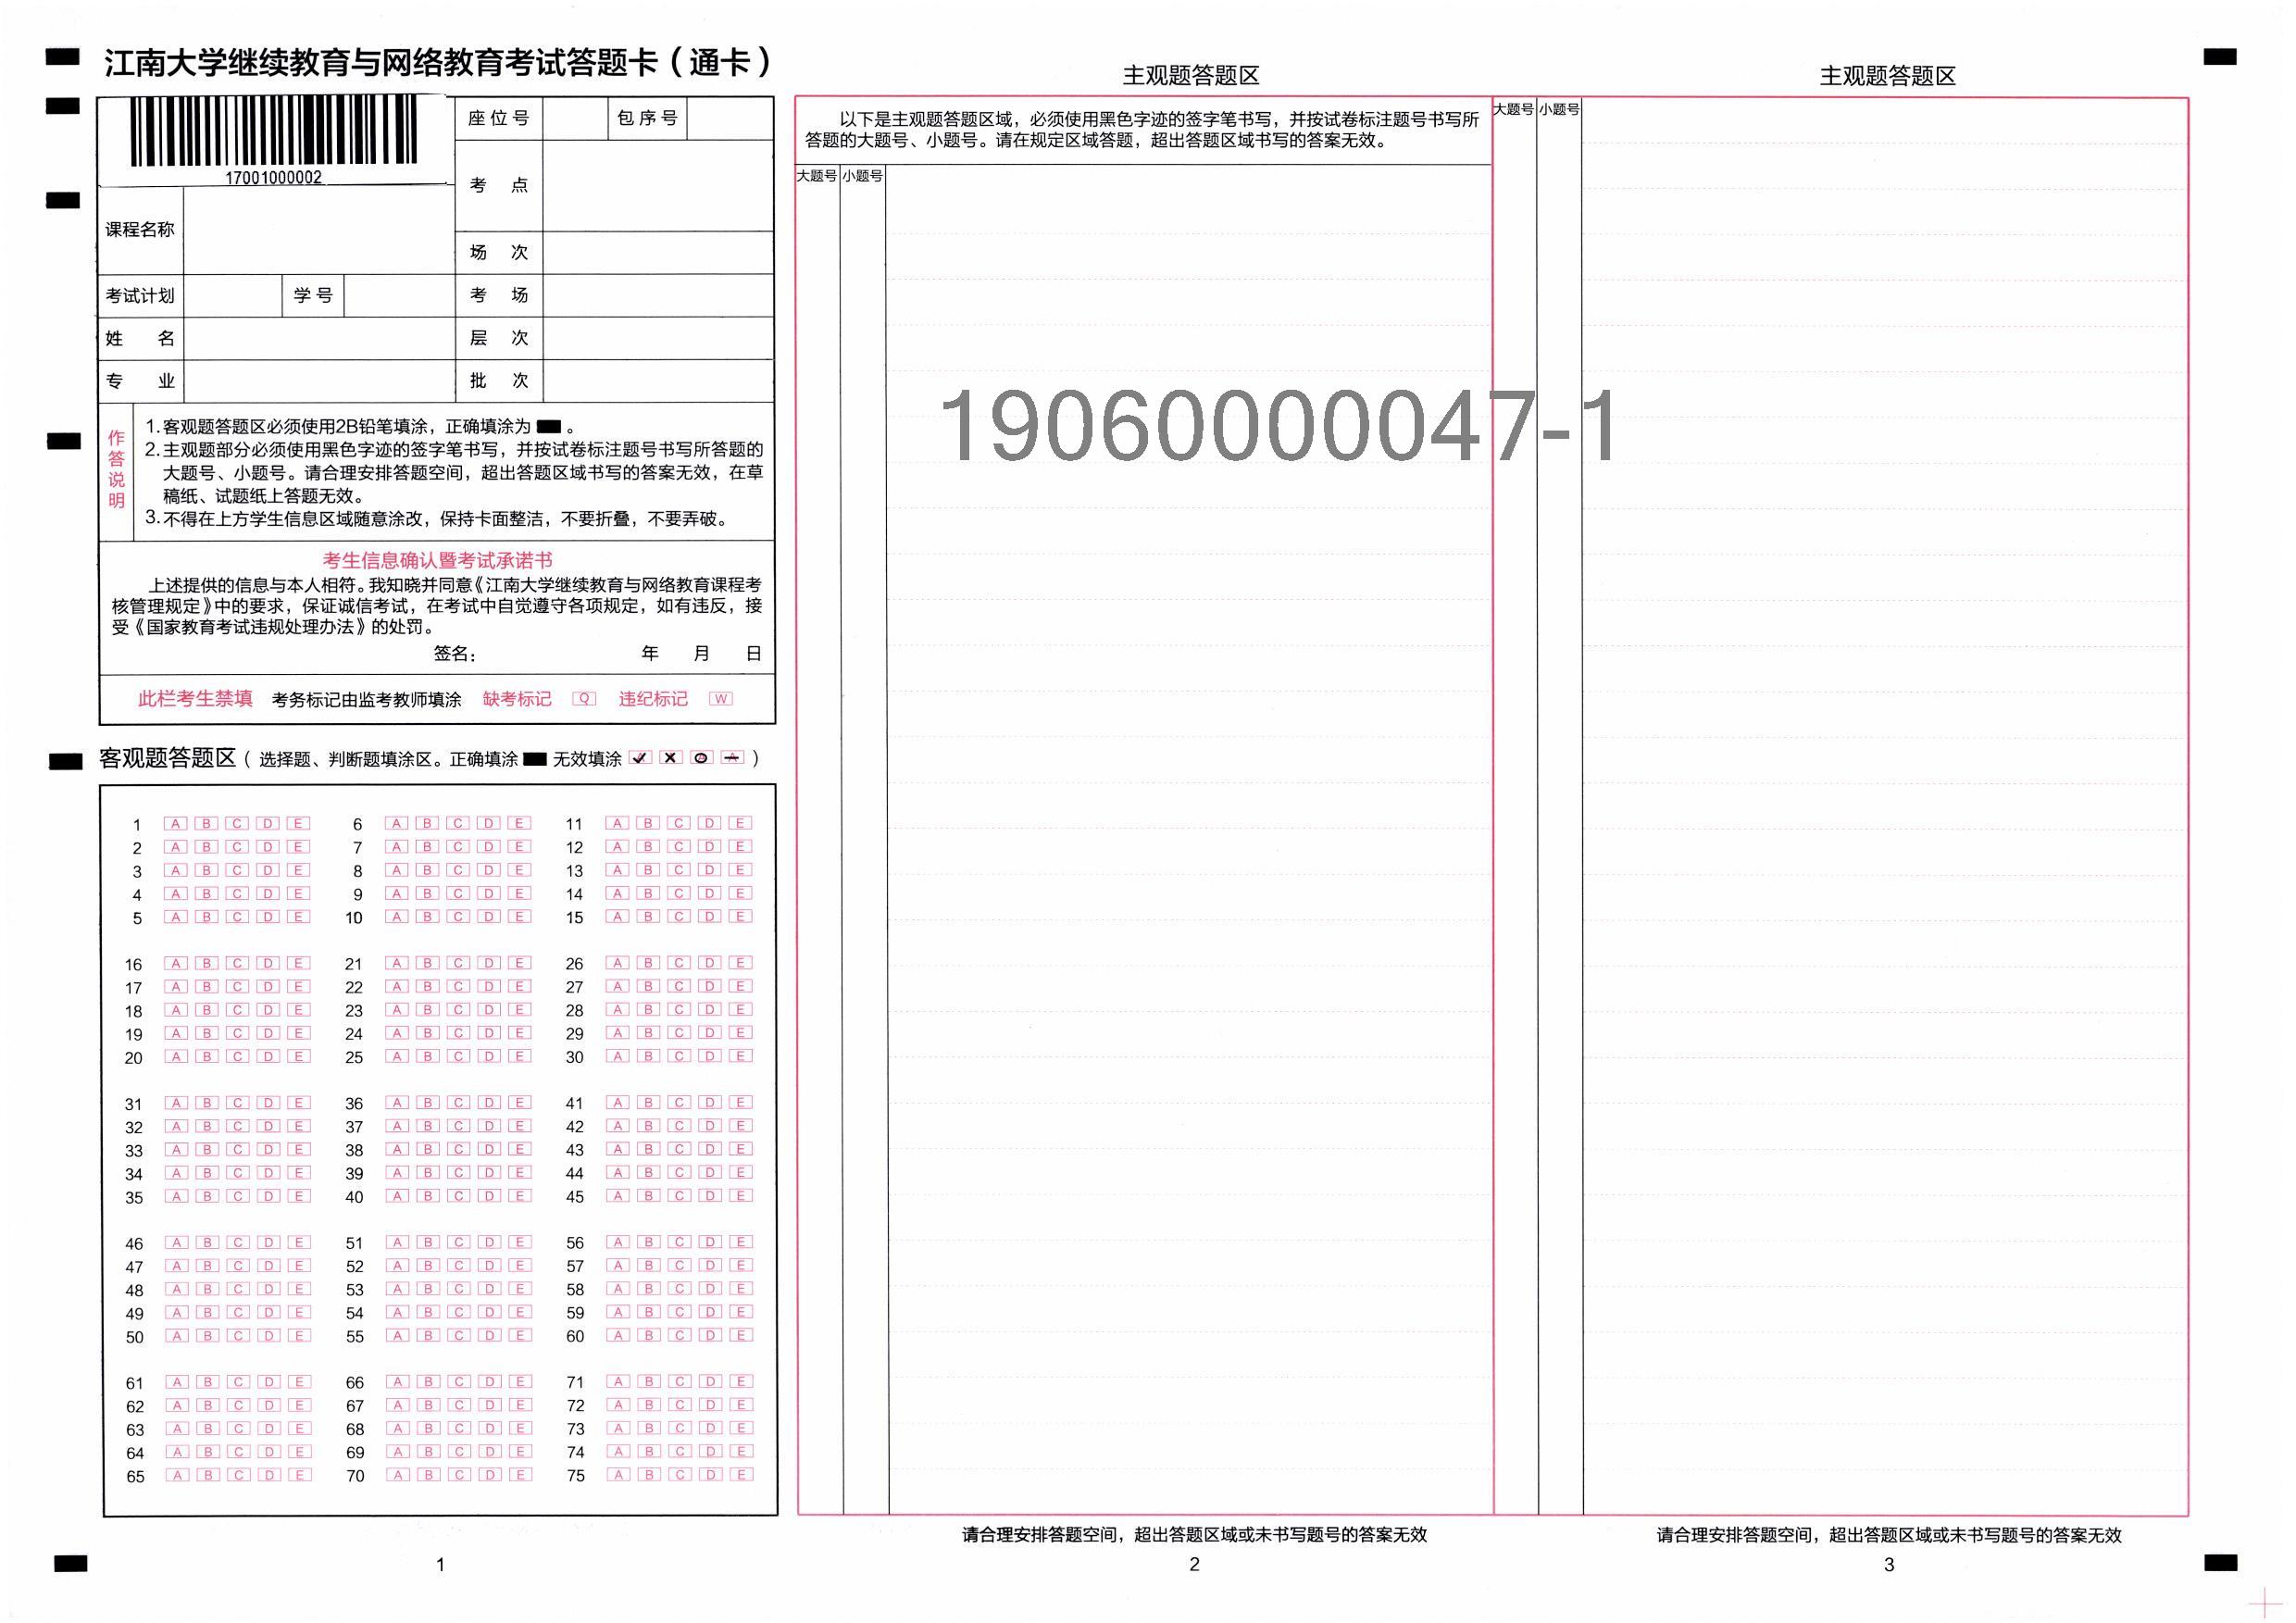 江南大学继续教育与网络教育考试答题卡（通卡）
17001000002
座位号 包序号
考 点
课程名称
场 次
考试计划 学号 考 场
姓 名 层 次
专 业 批 次
作答说明
1.客观题答题区必须使用2B铅笔填涂，正确填涂为 。
2.主观题部分必须使用黑色字迹的签字笔书写，并按试卷标注题号书写所答题的
大题号、小题号。请合理安排答题空间，超出答题区域书写的答案无效，在草
稿纸、试题纸上答题无效。
3.不得在上方学生信息区域随意涂改，保持卡面整洁，不要折叠，不要弄破。
考生信息确认暨考试承诺书
上述提供的信息与本人相符。我知晓并同意《江南大学继续教育与网络教育课程考
核管理规定》中的要求，保证诚信考试，在考试中自觉遵守各项规定，如有违反，接
受《国家教育考试违规处理办法》的处罚。
签名： 年 月 日
此栏考生禁填 考务标记由监考教师填涂 缺考标记 Q 违纪标记 W
客观题答题区（ 选择题、判断题填涂区。正确填涂 无效填涂 A ）
1 A B C D E 6 A B C D E 11 A B C D E
2 A B C D E 7 A B C D E 12 A B C D E
3 A B C D E 8 A B C D E 13 A B C D E
4 A B C D E 9 A B C D E 14 A B C D E
5 A B C D E 10 A B C D E 15 A B C D E
16 A B C D E 21 A B C D E 26 A B C D E
17 A B C D E 22 A B C D E 27 A B C D E
18 A B C D E 23 A B C D E 28 A B C D E
19 A B C D E 24 A B C D E 29 A B C D E
20 A B C D E 25 A B C D E 30 A B C D E
31 A B C D E 36 A B C D E 41 A B C D E
32 A B C D E 37 A B C D E 42 A B C D E
33 A B C D E 38 A B C D E 43 A B C D E
34 A B C D E 39 A B C D E 44 A B C D E
35 A B C D E 40 A B C D E 45 A B C D E
46 A B C D E 51 A B C D E 56 A B C D E
47 A B C D E 52 A B C D E 57 A B C D E
48 A B C D E 53 A B C D E 58 A B C D E
49 A B C D E 54 A B C D E 59 A B C D E
50 A B C D E 55 A B C D E 60 A B C D E
61 A B C D E 66 A B C D E 71 A B C D E
62 A B C D E 67 A B C D E 72 A B C D E
63 A B C D E 68 A B C D E 73 A B C D E
64 A B C D E 69 A B C D E 74 A B C D E
65 A B C D E 70 A B C D E 75 A B C D E
1
主观题答题区
以下是主观题答题区域，必须使用黑色字迹的签字笔书写，并按试卷标注题号书写所
答题的大题号、小题号。请在规定区域答题，超出答题区域书写的答案无效。
大题号 小题号
19060000047-1
请合理安排答题空间，超出答题区域或未书写题号的答案无效
2
主观题答题区
大题号 小题号
请合理安排答题空间，超出答题区域或未书写题号的答案无效
3